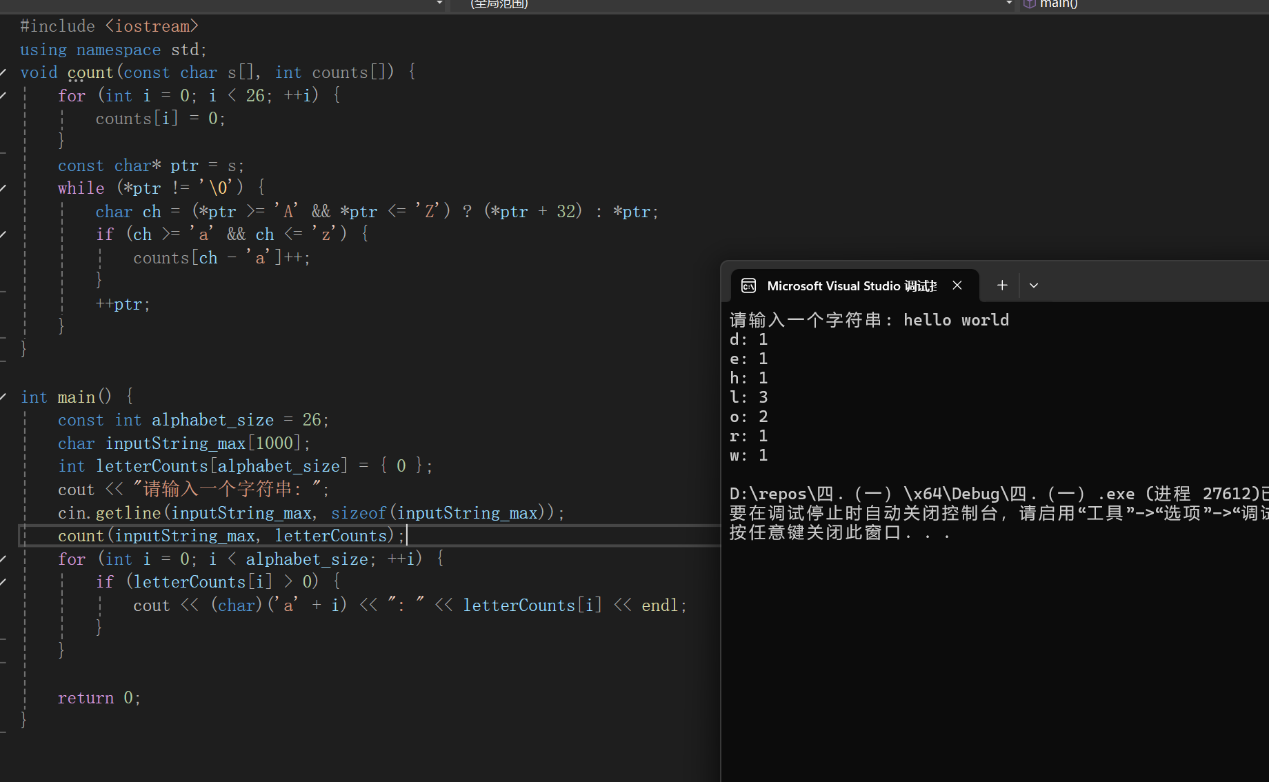 (全局范围)
main()
#include <iostream>
using namespace std;
void count(const char s[], int counts[]) {
for (int i = 0; i < 26; ++i) {
counts[i] = 0;
}
const char* ptr = s;
while (*ptr != '\0') {
char ch = (*ptr >= 'A' && *ptr <= 'Z') ? (*ptr + 32) : *ptr;
if (ch >= 'a' && ch <= 'z') {
counts[ch - 'a']++;
}
++ptr;
}
}
int main() {
const int alphabet_size = 26;
char inputString_max[1000];
int letterCounts[alphabet_size] = { 0 };
cout << "请输入一个字符串: ";
cin.getline(inputString_max, sizeof(inputString_max));
count(inputString_max, letterCounts);
for (int i = 0; i < alphabet_size; ++i) {
if (letterCounts[i] > 0) {
cout << (char)('a' + i) << ": " << letterCounts[i] << endl;
}
}
return 0;
}
Microsoft Visual Studio 调试
请输入一个字符串: hello world
d: 1
e: 1
h: 1
l: 3
o: 2
r: 1
w: 1
D:\repos\四.（一）\x64\Debug\四.（一）.exe (进程 27612)已
要在调试停止时自动关闭控制台，请启用“工具”->“选项”->“调试
按任意键关闭此窗口. . .